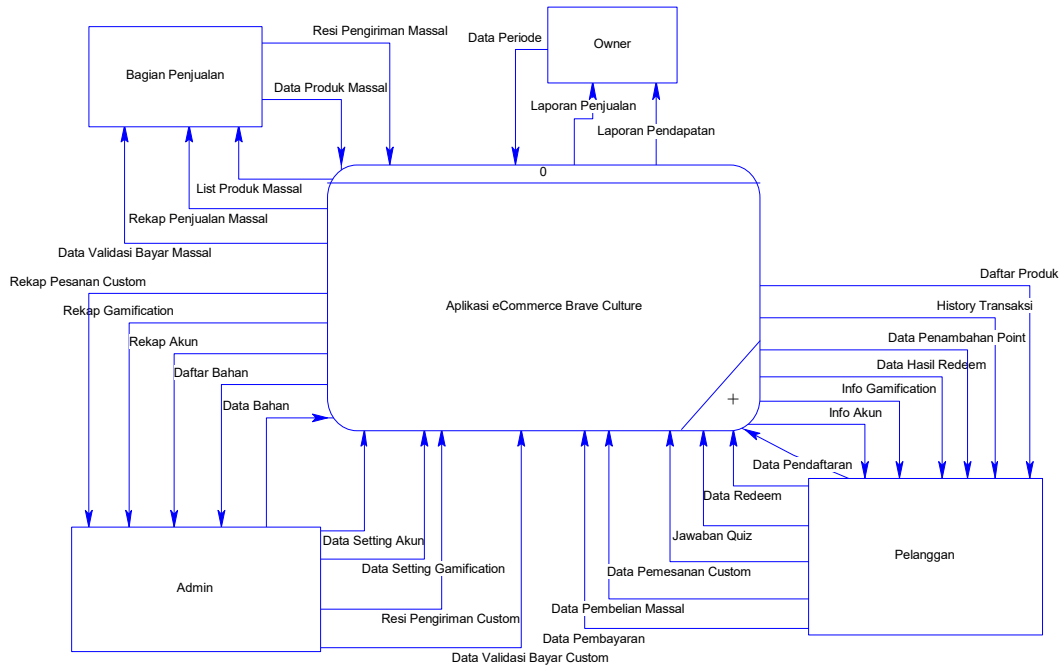 Resi Pengiriman Massal
Data Periode
Owner
Bagian Penjualan
Data Produk Massal
Laporan Penjualan
Laporan Pendapatan
0
List Produk Massal
Rekap Penjualan Massal
Data Validasi Bayar Massal
Rekap Pesanan Custom
Daftar Produk
Rekap Gamification
Aplikasi eCommerce Brave Culture
History Transaksi
Rekap Akun
Data Penambahan Point
Daftar Bahan
Data Hasil Redeem
Info Gamification
Data Bahan
Info Akun
Data Pendaftaran
Data Redeem
Data Setting Akun
Jawaban Quiz
Pelanggan
Data Setting Gamification
Data Pemesanan Custom
Admin
Data Pembelian Massal
Resi Pengiriman Custom
Data Pembayaran
Data Validasi Bayar Custom